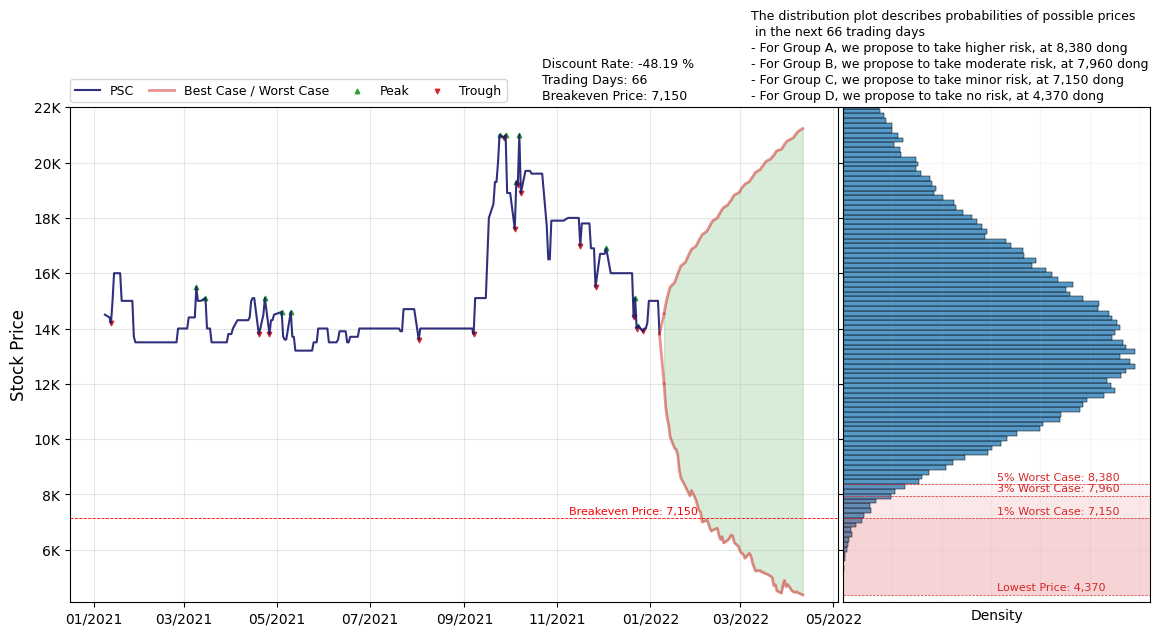 The distribution plot describes probabilities of possible prices
in the next 66 trading days
- For Group A, we propose to take higher risk, at 8,380 dong
- For Group B, we propose to take moderate risk, at 7,960 dong
- For Group C, we propose to take minor risk, at 7,150 dong
- For Group D, we propose to take no risk, at 4,370 dong
Discount Rate: -48.19 %
Trading Days: 66
Breakeven Price: 7,150
PSC
Best Case / Worst Case
Peak
Trough
22K
20K
18K
16K
14K
12K
10K
8K
6K
Stock Price
Breakeven Price: 7,150
5% Worst Case: 8,380
3% Worst Case: 7,960
1% Worst Case: 7,150
Lowest Price: 4,370
01/2021
03/2021
05/2021
07/2021
09/2021
11/2021
01/2022
03/2022
05/2022
Density